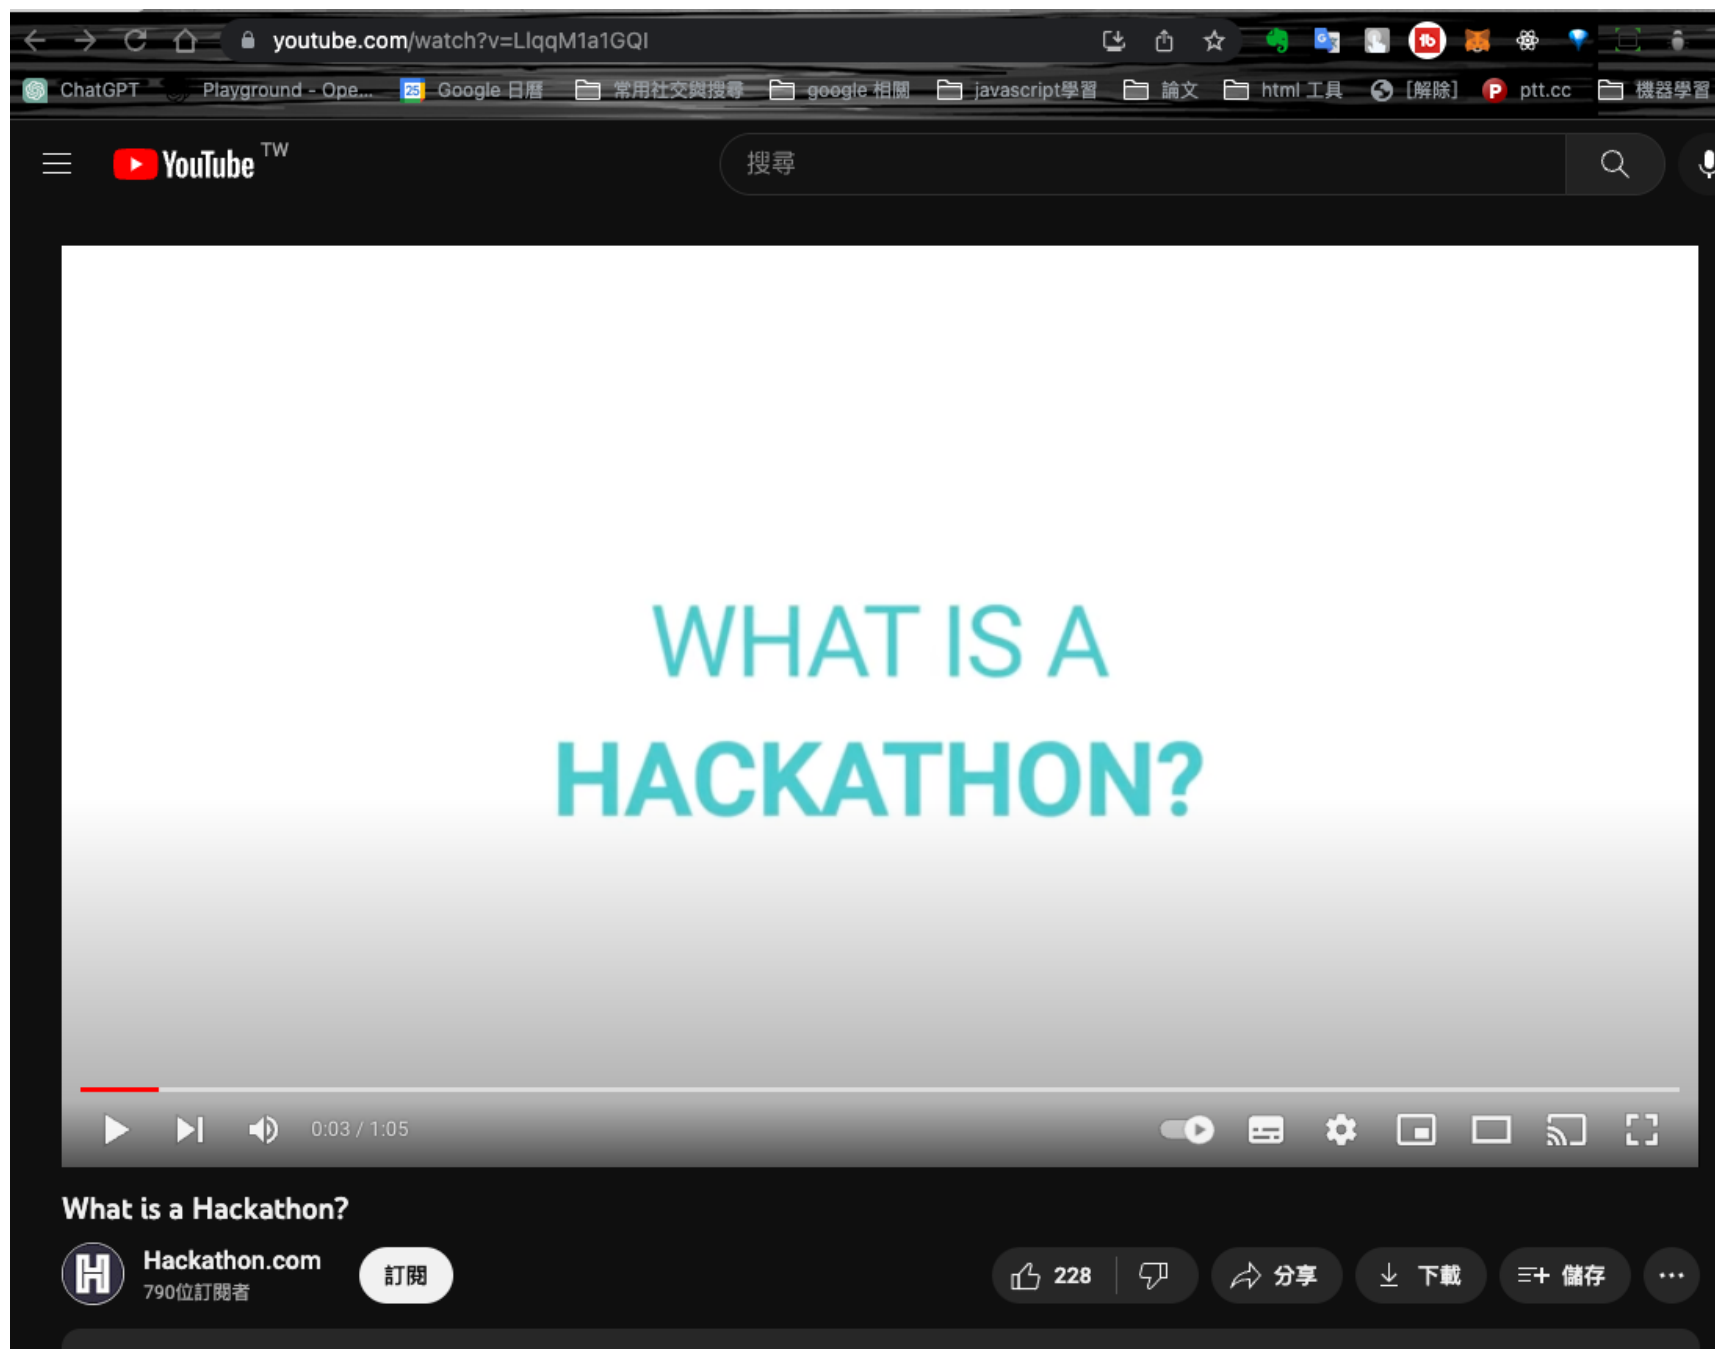 youtube.com/watch?v=LlqqM1a1GQI
ChatGPT Playground - Ope... 25 Google 日曆 常用社交與搜尋 google 相關 javascript學習 論文 html 工具 [解除] P ptt.cc 機器學習
YouTube TW
搜尋
WHAT IS A
HACKATHON?
0:03 / 1:05
What is a Hackathon?
Hackathon.com
790位訂閱者
訂閱
228
分享
下載
儲存